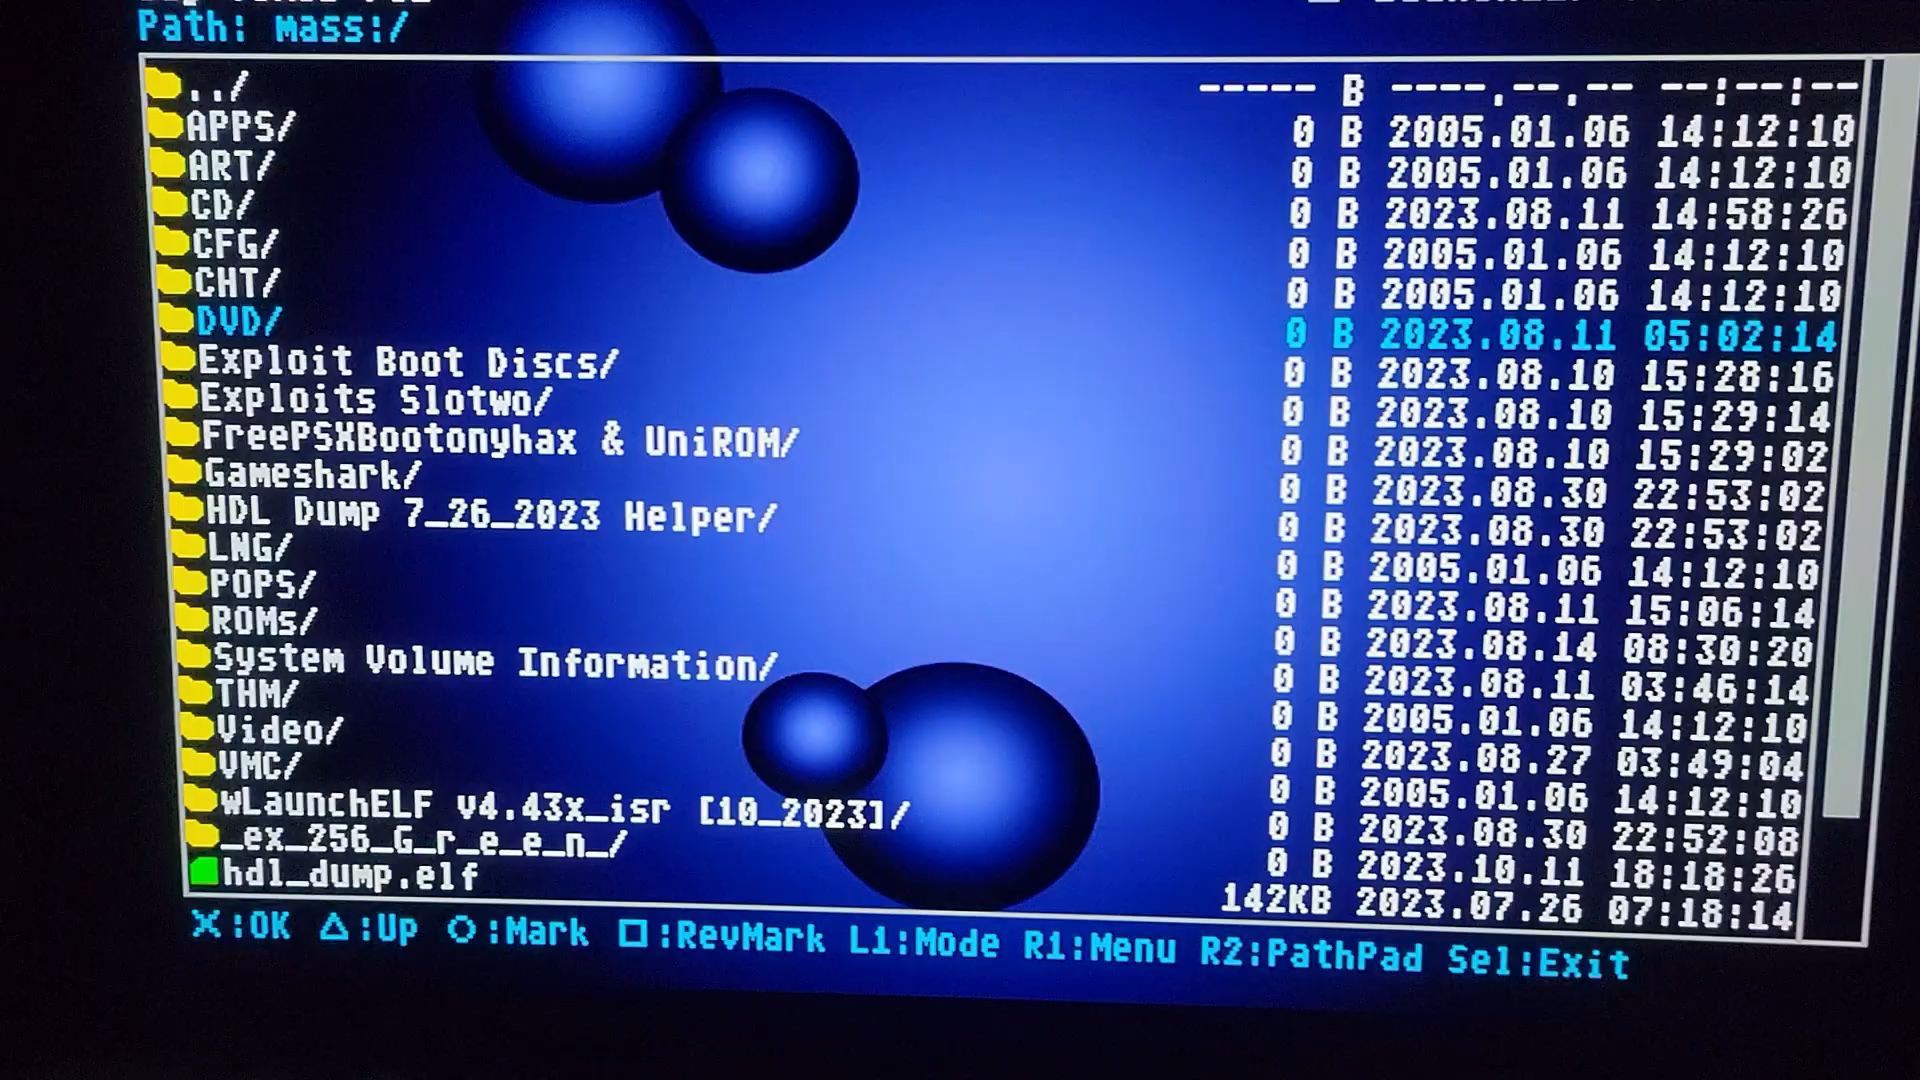 Path: mass:/
../ ----- B ----.--.-- --:--:--
APPS/ 0 B 2005.01.06 14:12:10
ART/ 0 B 2005.01.06 14:12:10
CD/ 0 B 2023.08.11 14:58:26
CFG/ 0 B 2005.01.06 14:12:10
CHT/ 0 B 2005.01.06 14:12:10
DVD/ 0 B 2023.08.11 05:02:14
Exploit Boot Discs/ 0 B 2023.08.10 15:28:16
Exploits Slotwo/ 0 B 2023.08.10 15:29:14
FreePSXBootonyhax & UniROM/ 0 B 2023.08.10 15:29:02
Gameshark/ 0 B 2023.08.30 22:53:02
HDL Dump 7_26_2023 Helper/ 0 B 2023.08.30 22:53:02
LNG/ 0 B 2005.01.06 14:12:10
POPS/ 0 B 2023.08.11 15:06:14
ROMs/ 0 B 2023.08.14 08:30:20
System Volume Information/ 0 B 2023.08.11 03:46:14
THM/ 0 B 2005.01.06 14:12:10
Video/ 0 B 2023.08.27 03:49:04
VMC/ 0 B 2005.01.06 14:12:10
wLaunchELF v4.43x_isr [10_2023]/ 0 B 2023.08.30 22:52:08
_ex_256_G_r_e_e_n_/ 0 B 2023.10.11 18:18:26
hdl_dump.elf 142KB 2023.07.26 07:18:14
X:OK △:Up O:Mark □:RevMark L1:Mode R1:Menu R2:PathPad Sel:Exit